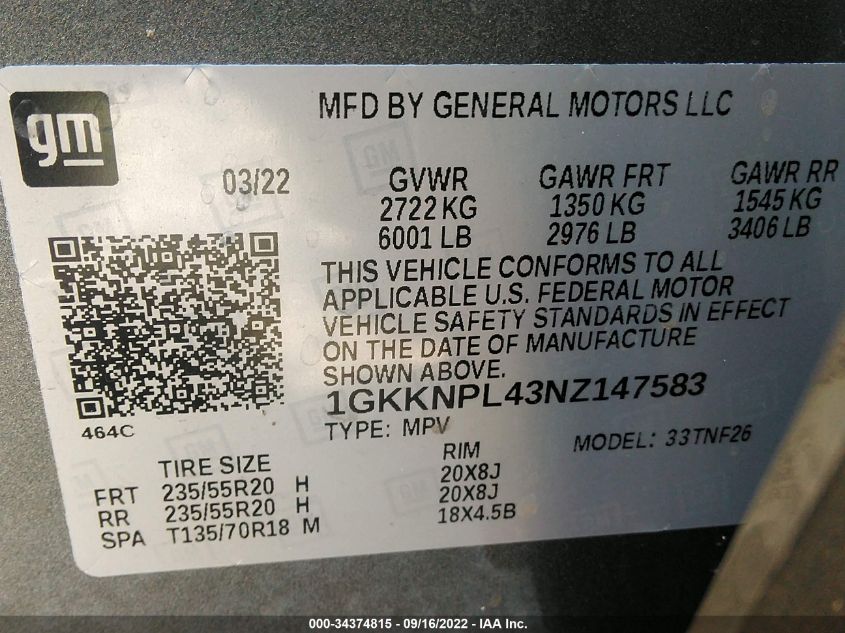 gm
MFD BY GENERAL MOTORS LLC
03/22
GVWR GAWR FRT GAWR RR
2722 KG 1350 KG 1545 KG
6001 LB 2976 LB 3406 LB
THIS VEHICLE CONFORMS TO ALL
APPLICABLE U.S. FEDERAL MOTOR
VEHICLE SAFETY STANDARDS IN EFFECT
ON THE DATE OF MANUFACTURE
SHOWN ABOVE.
1GKKNPL43NZ147583
464C
TYPE: MPV MODEL: 33TNF26
TIRE SIZE RIM
FRT 235/55R20 H 20X8J
RR 235/55R20 H 20X8J
SPA T135/70R18 M 18X4.5B
000-34374815 - 09/16/2022 - IAA Inc.